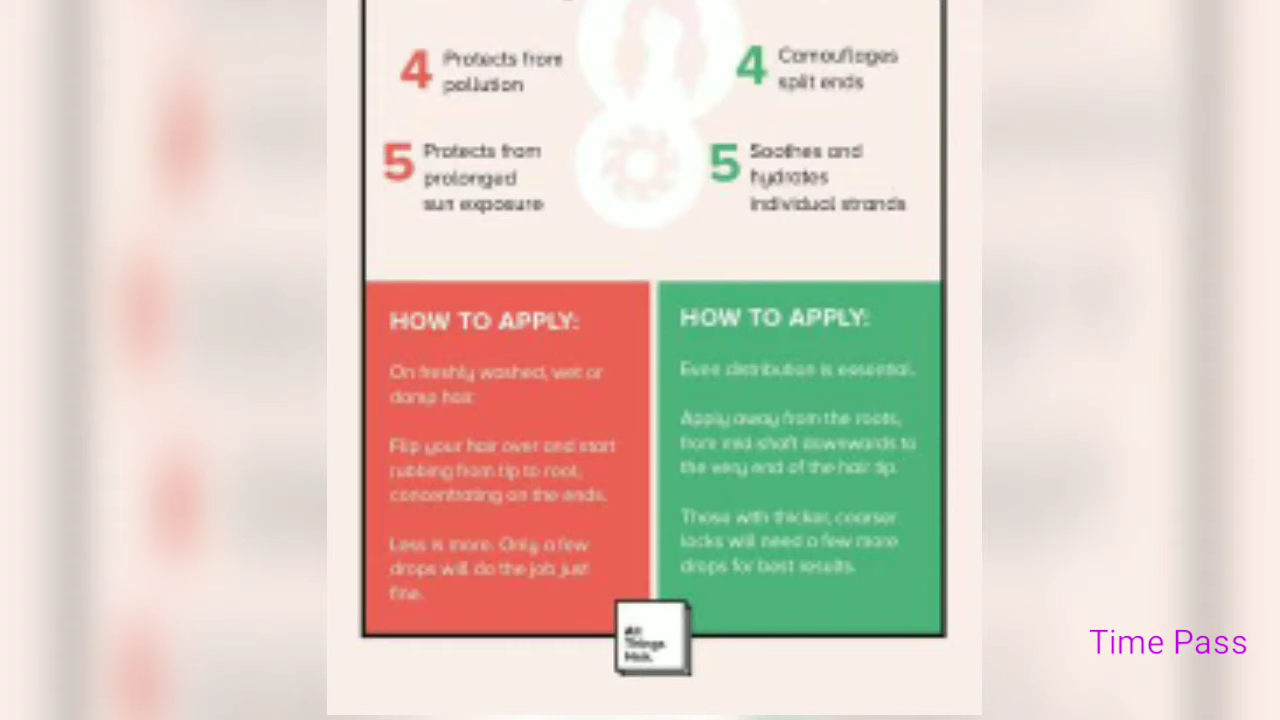 4 Protects from
pollution
5 Protects from
prolonged
sun exposure
4 Camouflages
split ends
5 Soothes and
hydrates
individual strands
HOW TO APPLY:
On freshly washed, wet or
damp hair.
Flip your hair over and start
rubbing from tip to root,
concentrating on the ends.
Less is more. Only a few
drops will do the job just
fine.
HOW TO APPLY:
Even distribution is essential.
Apply away from the roots,
from mid shaft downwards to
the very end of the hair tip.
Those with thicker, coarser
locks will need a few more
drops for best results.
All
Things
Hair.
Time Pass